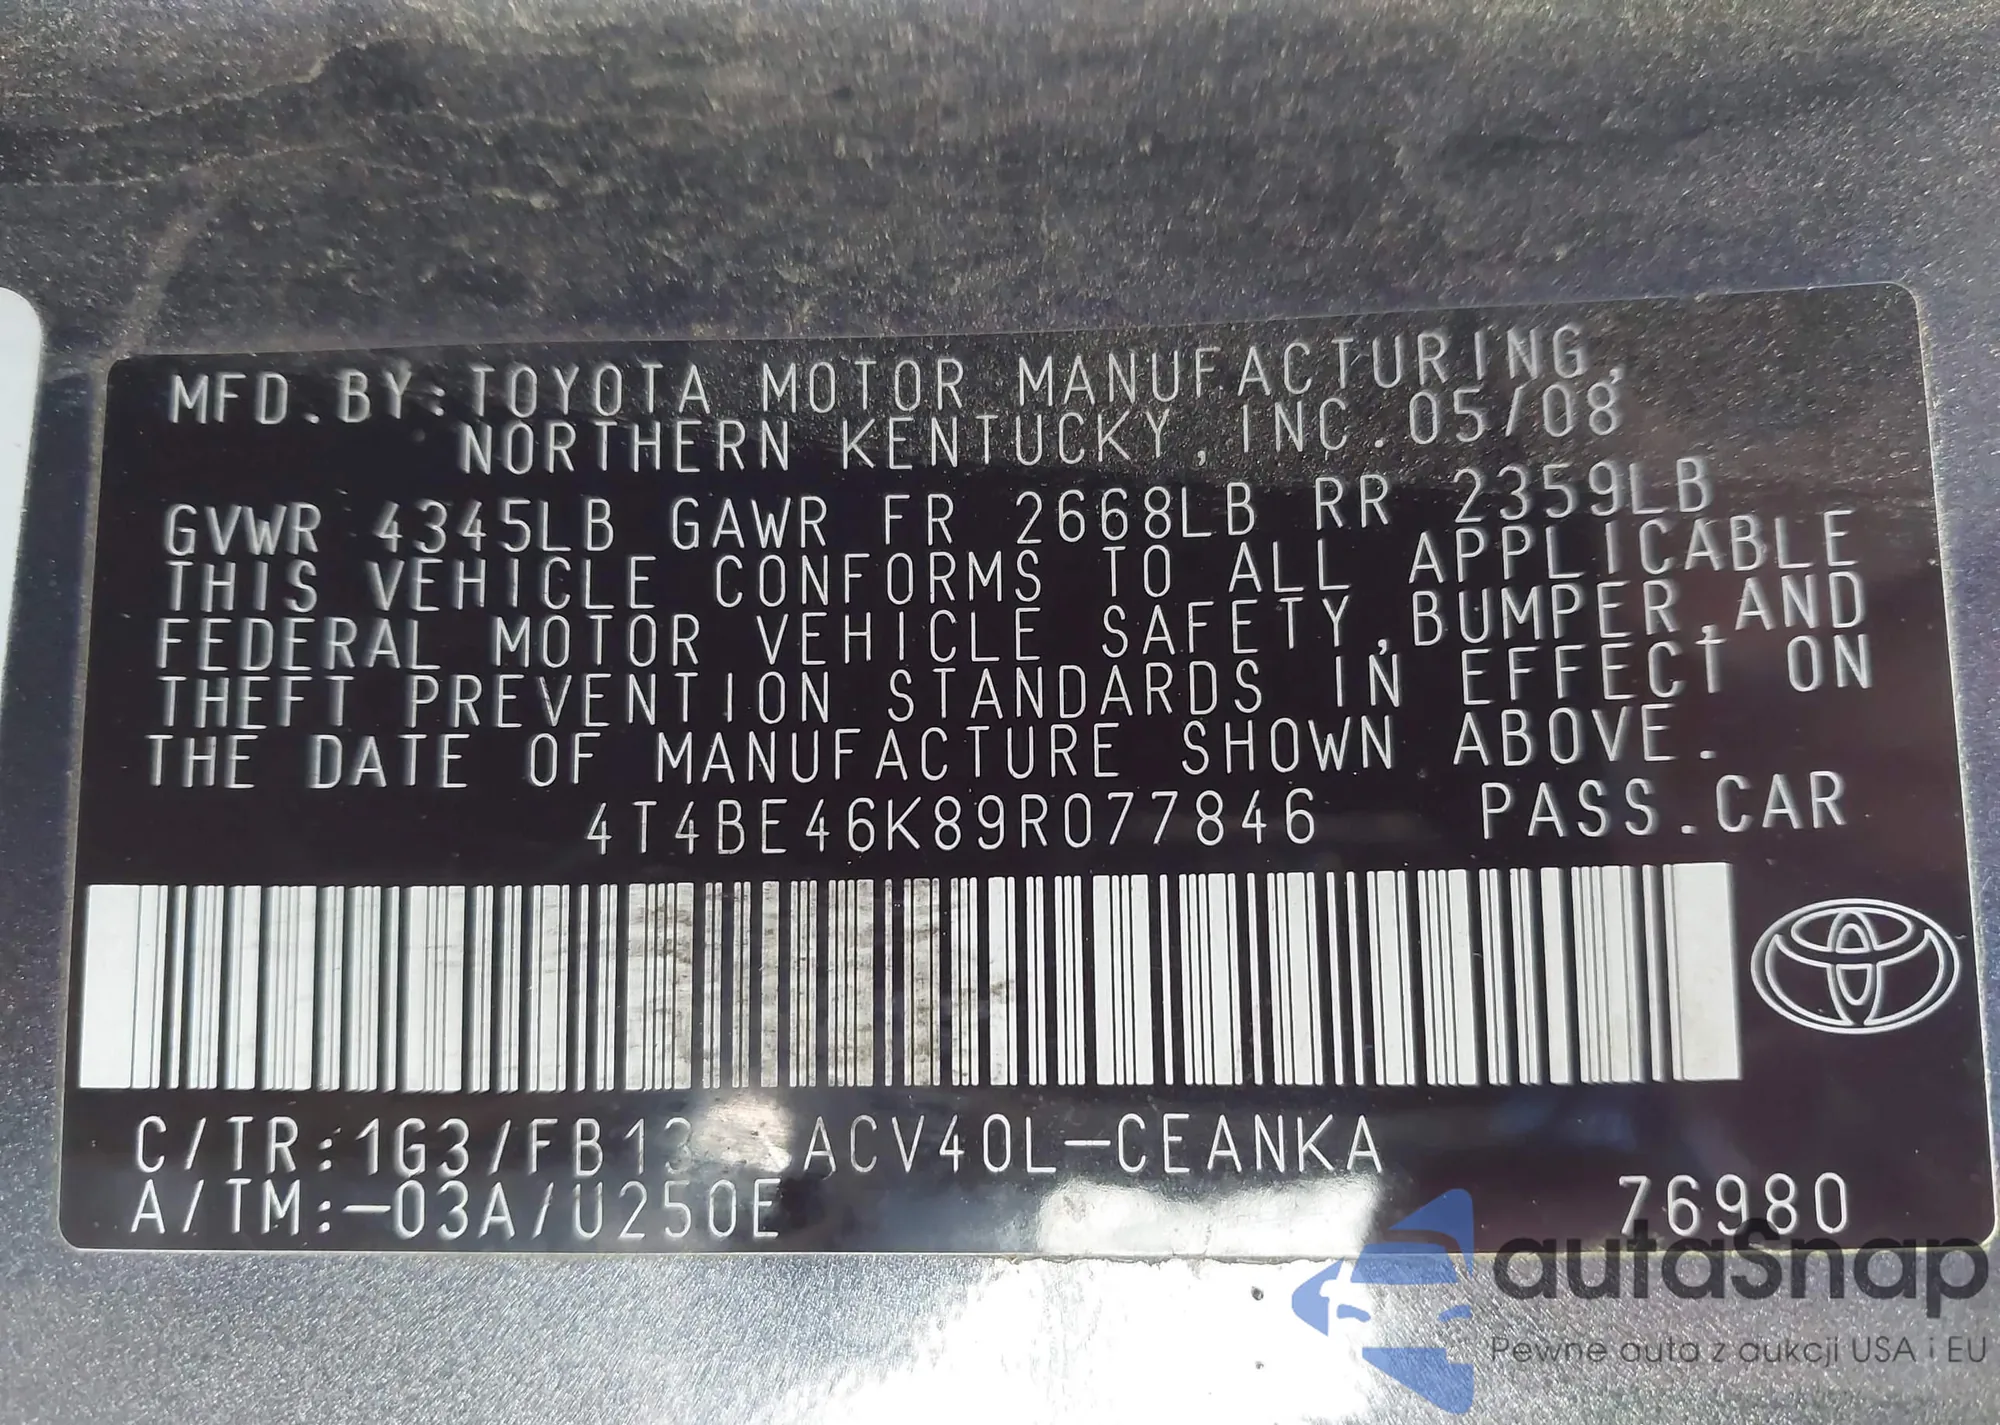 MFD.BY:TOYOTA MOTOR MANUFACTURING,
NORTHERN KENTUCKY, INC.05/08
GVWR 4345LB GAWR FR 2668LB RR 2359LB
THIS VEHICLE CONFORMS TO ALL APPLICABLE
FEDERAL MOTOR VEHICLE SAFETY,BUMPER,AND
THEFT PREVENTION STANDARDS IN EFFECT ON
THE DATE OF MANUFACTURE SHOWN ABOVE.
4T4BE46K89R077846 PASS.CAR
C/TR:1G3/FB13 ACV40L-CEANKA
A/TM:-03A/U250E 76980
autaSnap
Pewne auta z aukcji USA i EU